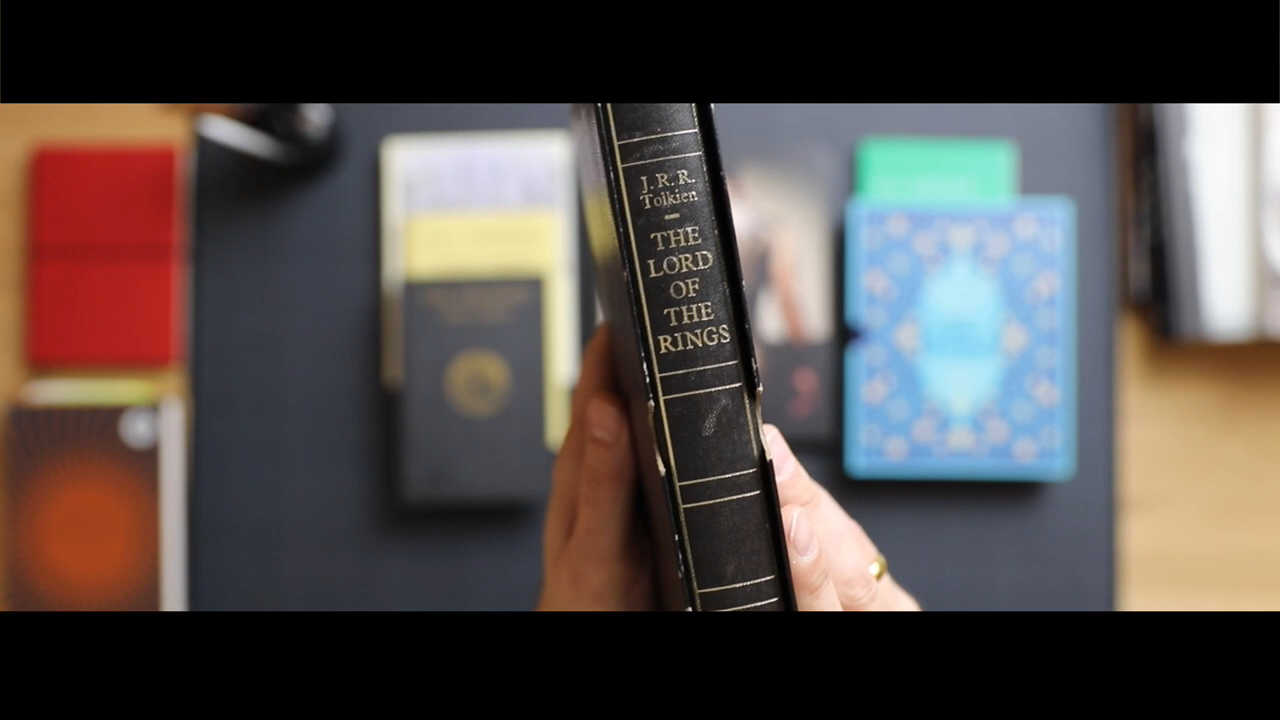 J. R. R.
Tolkien
THE
LORD
OF
THE
RINGS